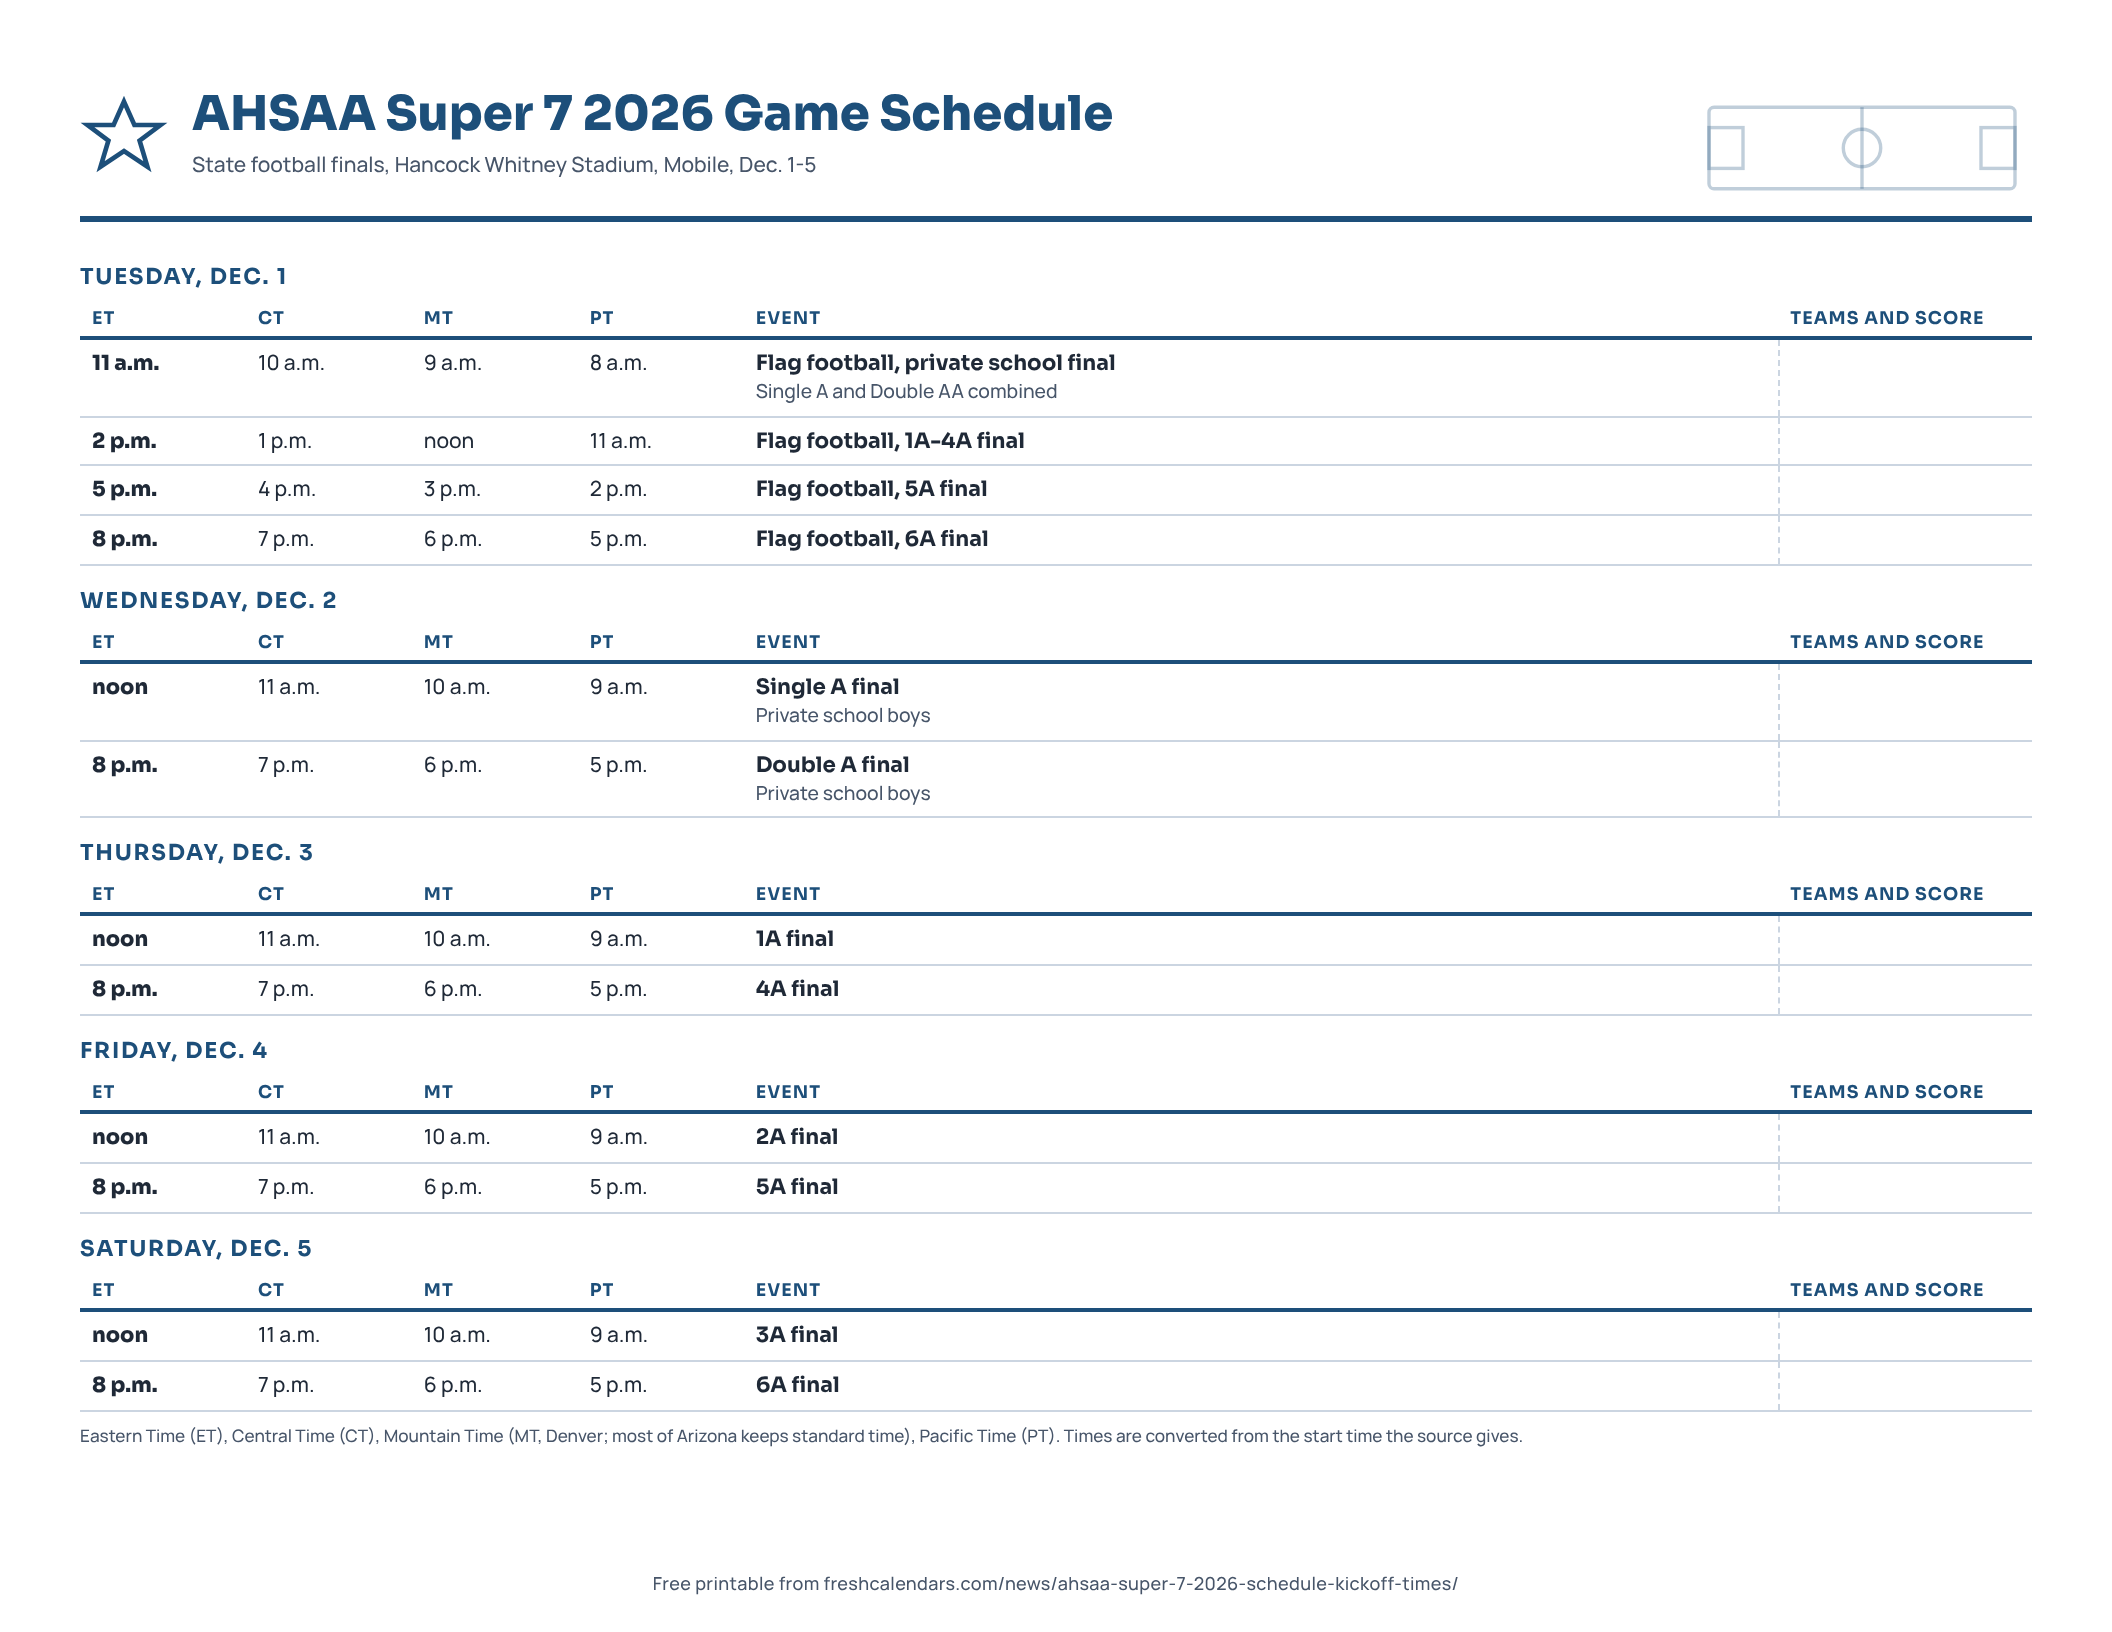 AHSAA Super 7 2026 Game Schedule
State football finals, Hancock Whitney Stadium, Mobile, Dec. 1-5
TUESDAY, DEC. 1
ET CT MT PT EVENT TEAMS AND SCORE
11 a.m. 10 a.m. 9 a.m. 8 a.m. Flag football, private school final
Single A and Double AA combined
2 p.m. 1 p.m. noon 11 a.m. Flag football, 1A–4A final
5 p.m. 4 p.m. 3 p.m. 2 p.m. Flag football, 5A final
8 p.m. 7 p.m. 6 p.m. 5 p.m. Flag football, 6A final
WEDNESDAY, DEC. 2
ET CT MT PT EVENT TEAMS AND SCORE
noon 11 a.m. 10 a.m. 9 a.m. Single A final
Private school boys
8 p.m. 7 p.m. 6 p.m. 5 p.m. Double A final
Private school boys
THURSDAY, DEC. 3
ET CT MT PT EVENT TEAMS AND SCORE
noon 11 a.m. 10 a.m. 9 a.m. 1A final
8 p.m. 7 p.m. 6 p.m. 5 p.m. 4A final
FRIDAY, DEC. 4
ET CT MT PT EVENT TEAMS AND SCORE
noon 11 a.m. 10 a.m. 9 a.m. 2A final
8 p.m. 7 p.m. 6 p.m. 5 p.m. 5A final
SATURDAY, DEC. 5
ET CT MT PT EVENT TEAMS AND SCORE
noon 11 a.m. 10 a.m. 9 a.m. 3A final
8 p.m. 7 p.m. 6 p.m. 5 p.m. 6A final
Eastern Time (ET), Central Time (CT), Mountain Time (MT, Denver; most of Arizona keeps standard time), Pacific Time (PT). Times are converted from the start time the source gives.
Free printable from freshcalendars.com/news/ahsaa-super-7-2026-schedule-kickoff-times/